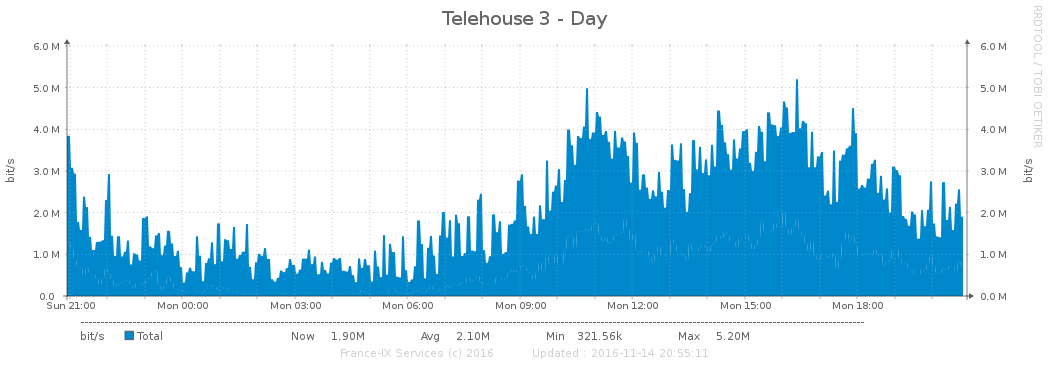 Telehouse 3 - Day
RRDTOOL / TOBI OETIKER
bit/s
6.0 M 6.0 M
5.0 M 5.0 M
4.0 M 4.0 M
3.0 M 3.0 M
2.0 M 2.0 M
1.0 M 1.0 M
0.0 0.0 M
bit/s
Sun 21:00 Mon 00:00 Mon 03:00 Mon 06:00 Mon 09:00 Mon 12:00 Mon 15:00 Mon 18:00
bit/s Total Now 1.90M Avg 2.10M Min 321.56k Max 5.20M
France-IX Services (c) 2016 Updated : 2016-11-14 20:55:11